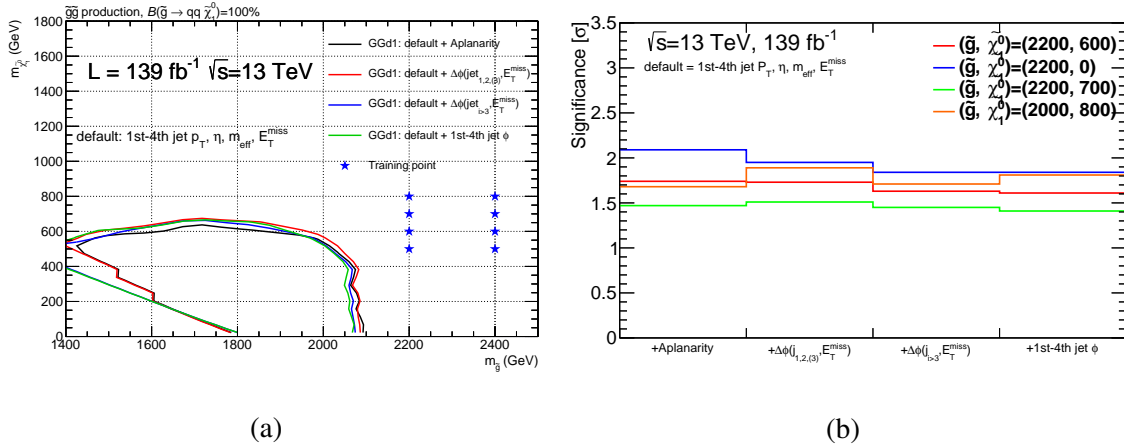 g̃g̃ production, B(g̃ → qq χ̃₁⁰)=100%
m_χ̃₁⁰ (GeV)
1800
1600
1400
1200
1000
800
600
400
200
0
L = 139 fb⁻¹ √s=13 TeV
default: 1st-4th jet p_T, η, m_eff, E_T^miss
GGd1: default + Aplanarity
GGd1: default + Δφ(jet_1,2,(3),E_T^miss)
GGd1: default + Δφ(jet_i>3,E_T^miss)
GGd1: default + 1st-4th jet φ
Training point
1400 1600 1800 2000 2200 2400
m_g̃ (GeV)
(a)
Significance [σ]
3.5
3
2.5
2
1.5
1
0.5
0
√s=13 TeV, 139 fb⁻¹
default = 1st-4th jet P_T, η, m_eff, E_T^miss
(g̃, χ̃₁⁰)=(2200, 600)
(g̃, χ̃₁⁰)=(2200, 0)
(g̃, χ̃₁⁰)=(2200, 700)
(g̃, χ̃₁⁰)=(2000, 800)
+Aplanarity +Δφ(j_1,2,(3),E_T^miss) +Δφ(j_i>3,E_T^miss) +1st-4th jet φ
(b)